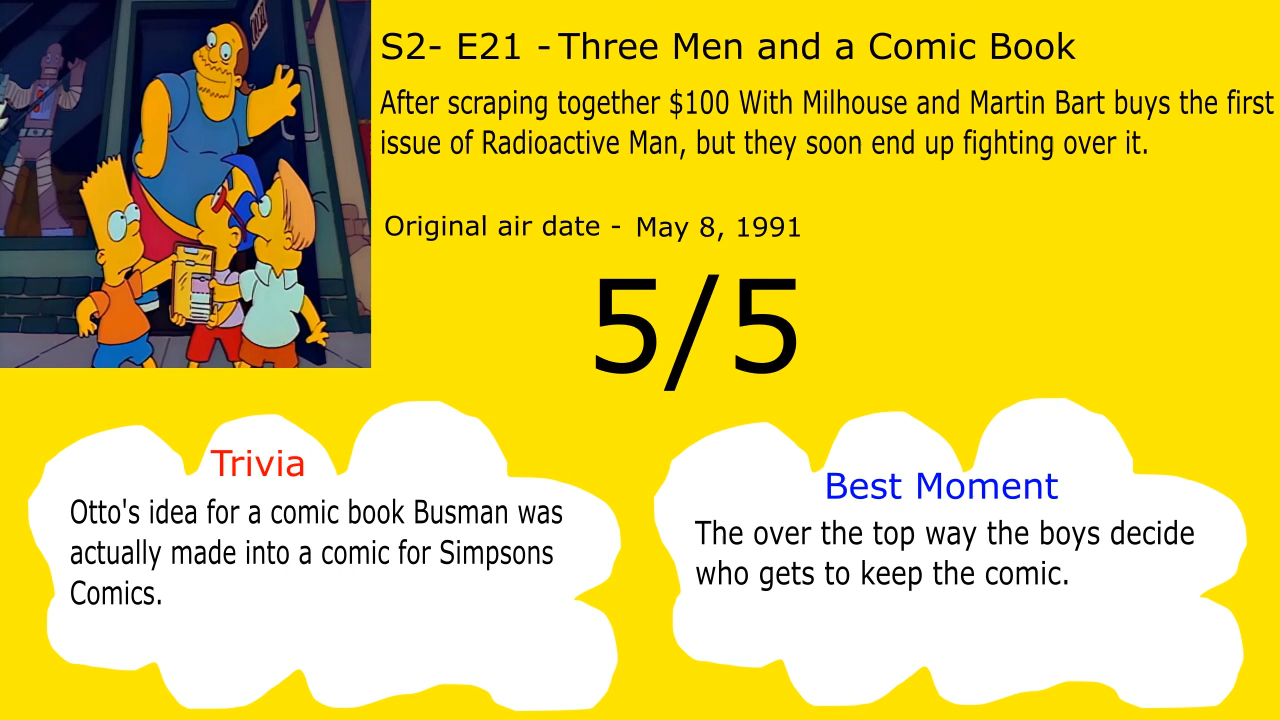 S2- E21 - Three Men and a Comic Book
After scraping together $100 With Milhouse and Martin Bart buys the first
issue of Radioactive Man, but they soon end up fighting over it.
Original air date - May 8, 1991
5/5
Trivia
Otto's idea for a comic book Busman was
actually made into a comic for Simpsons
Comics.
Best Moment
The over the top way the boys decide
who gets to keep the comic.